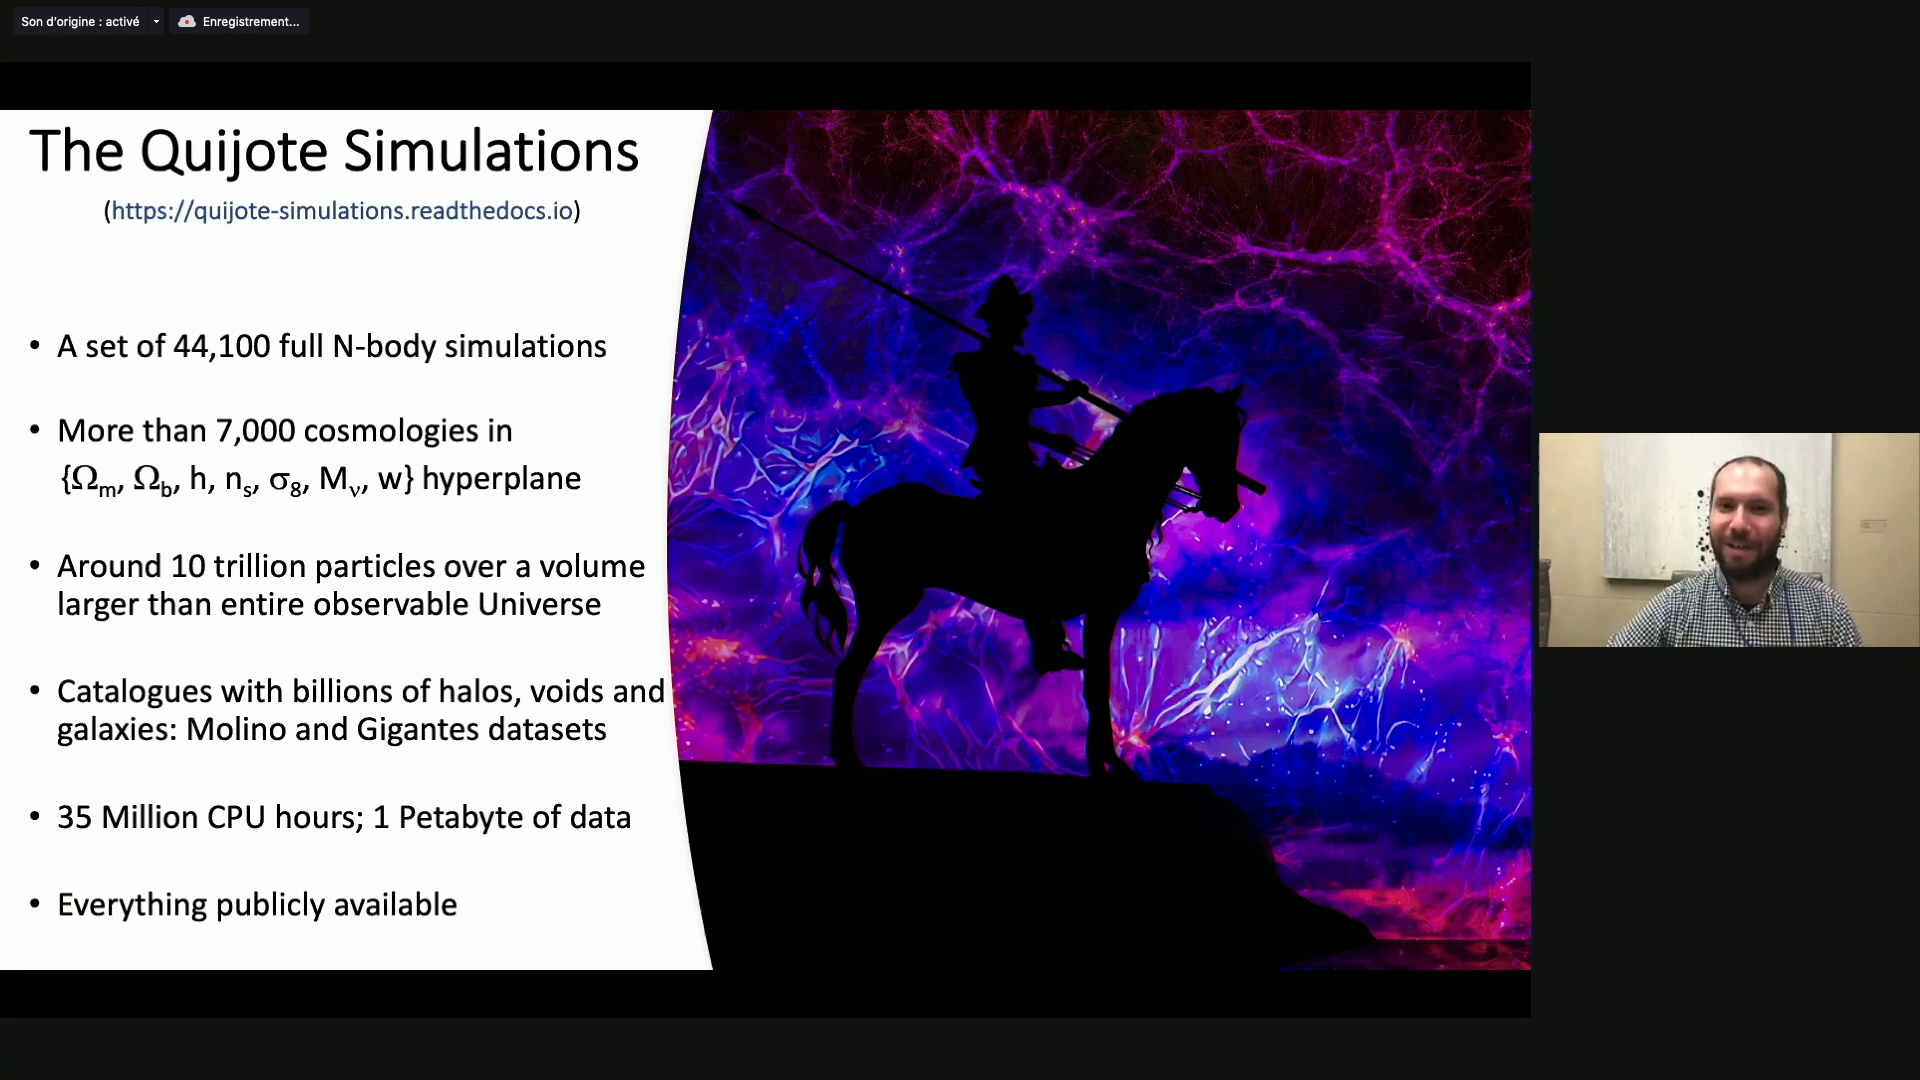 Son d'origine : activé
Enregistrement...
The Quijote Simulations
(https://quijote-simulations.readthedocs.io)
• A set of 44,100 full N-body simulations
• More than 7,000 cosmologies in
{Ωm, Ωb, h, ns, σ8, Mν, w} hyperplane
• Around 10 trillion particles over a volume
larger than entire observable Universe
• Catalogues with billions of halos, voids and
galaxies: Molino and Gigantes datasets
• 35 Million CPU hours; 1 Petabyte of data
• Everything publicly available